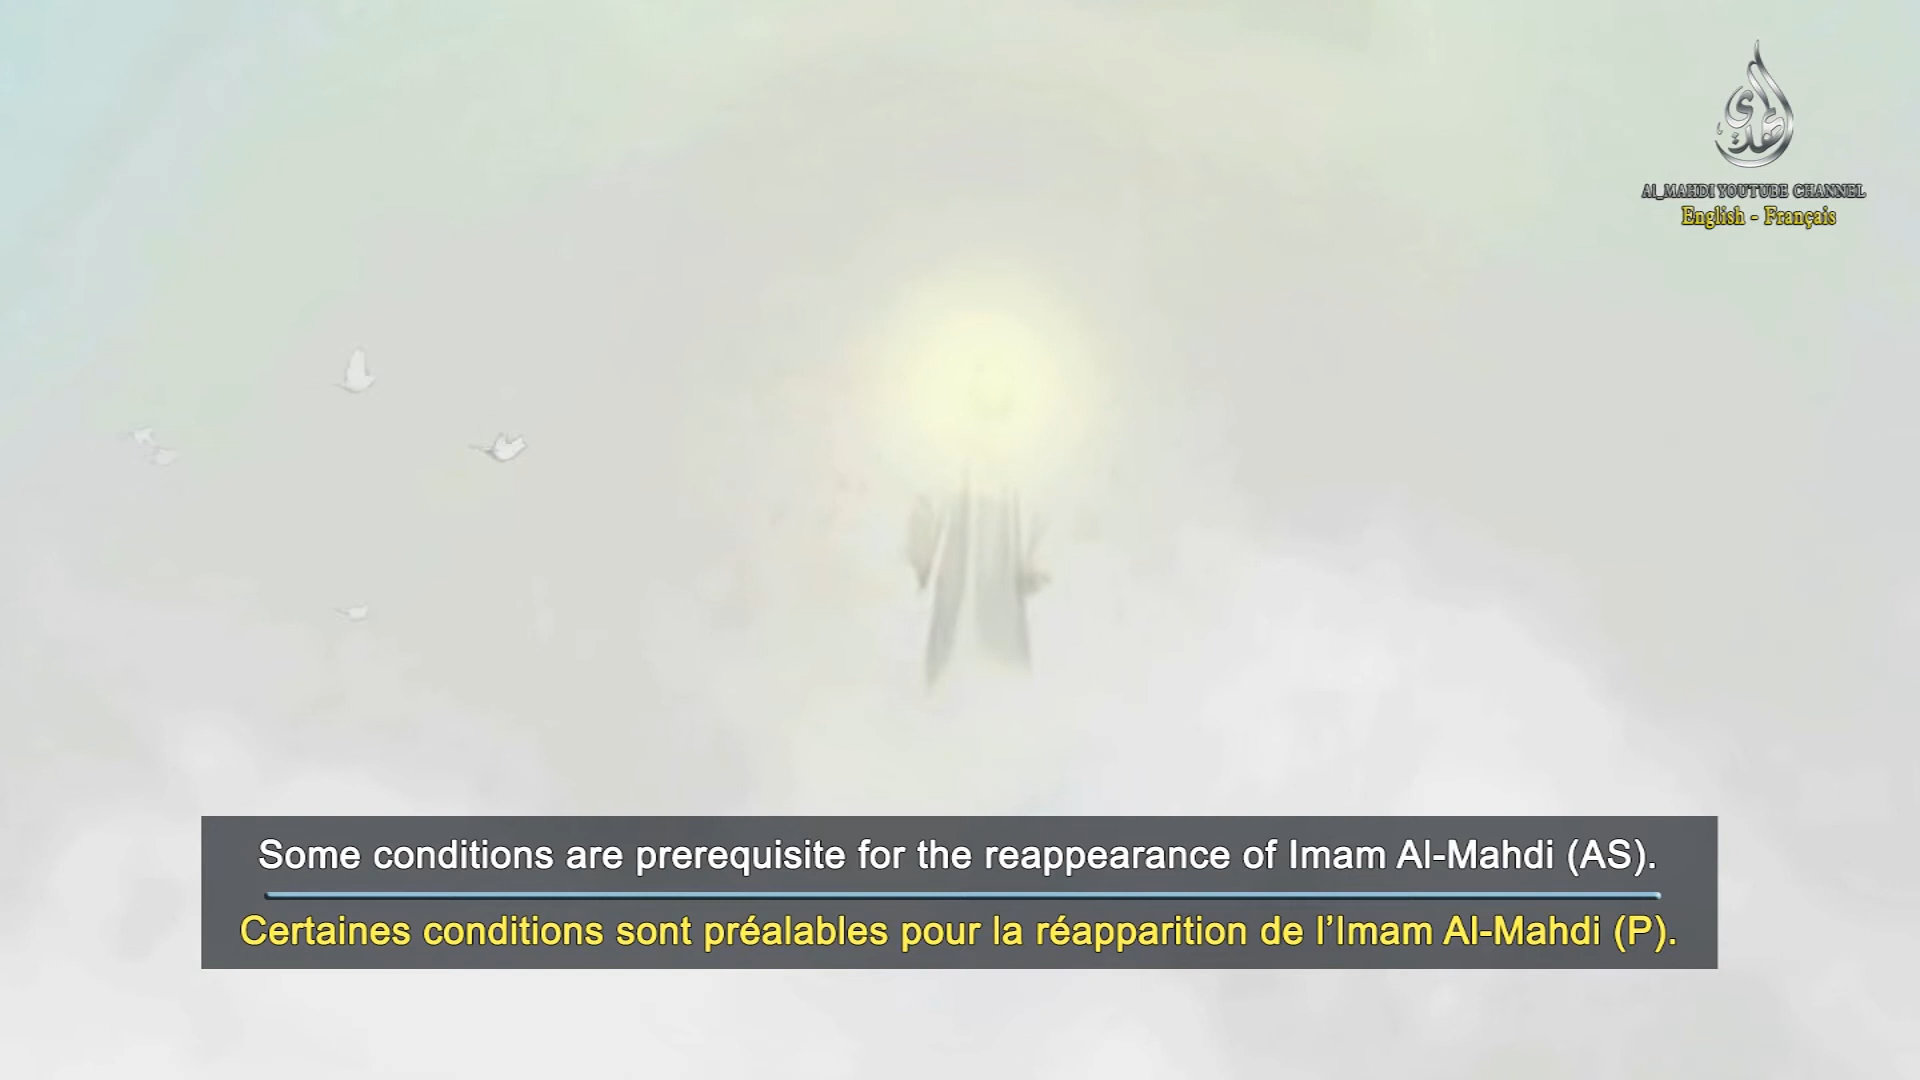 المهدي
Al_MAHDI YOUTUBE CHANNEL
English - Français
Some conditions are prerequisite for the reappearance of Imam Al-Mahdi (AS).
Certaines conditions sont préalables pour la réapparition de l’Imam Al-Mahdi (P).